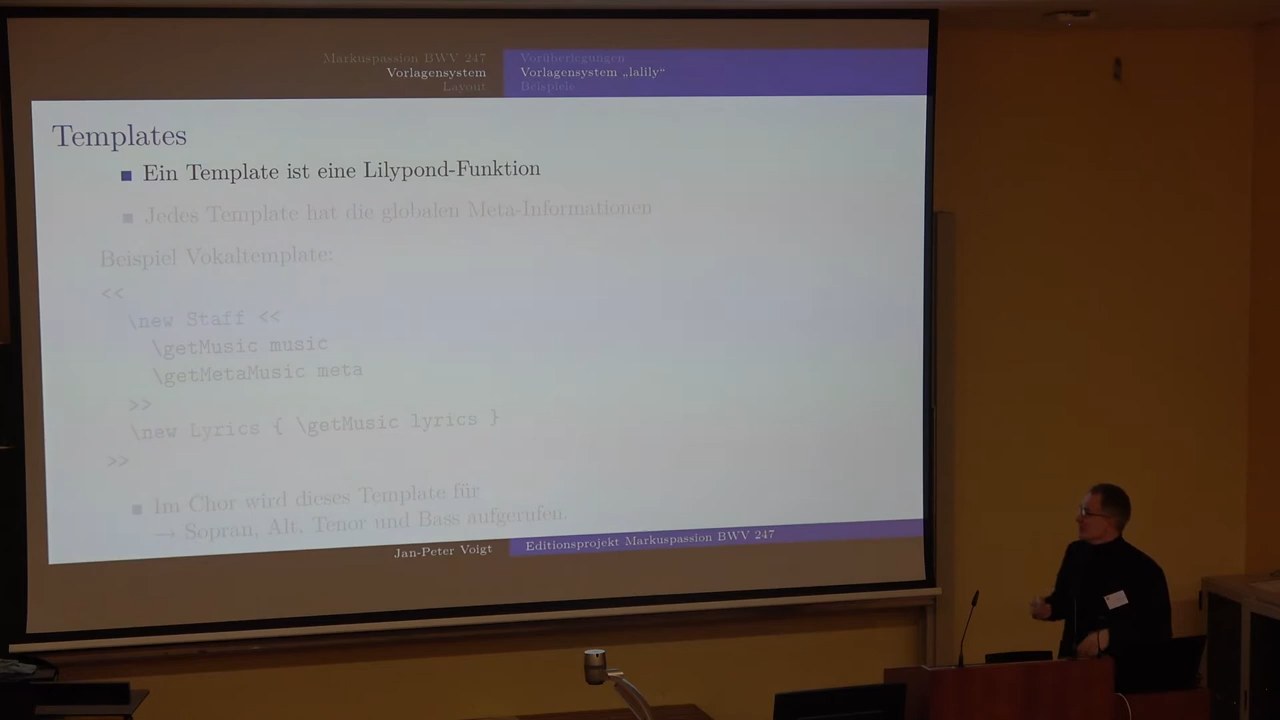 Markuspassion BWV 247
Vorlagensystem
Layout
Vorüberlegungen
Vorlagensystem „lalily“
Beispiele
Templates
Ein Template ist eine Lilypond-Funktion
Jedes Template hat die globalen Meta-Informationen
Beispiel Vokaltemplate:
<<
\new Staff <<
\getMusic music
\getMetaMusic meta
>>
\new Lyrics { \getMusic lyrics }
>>
Im Chor wird dieses Template für
→ Sopran, Alt, Tenor und Bass aufgerufen.
Jan-Peter Voigt
Editionsprojekt Markuspassion BWV 247